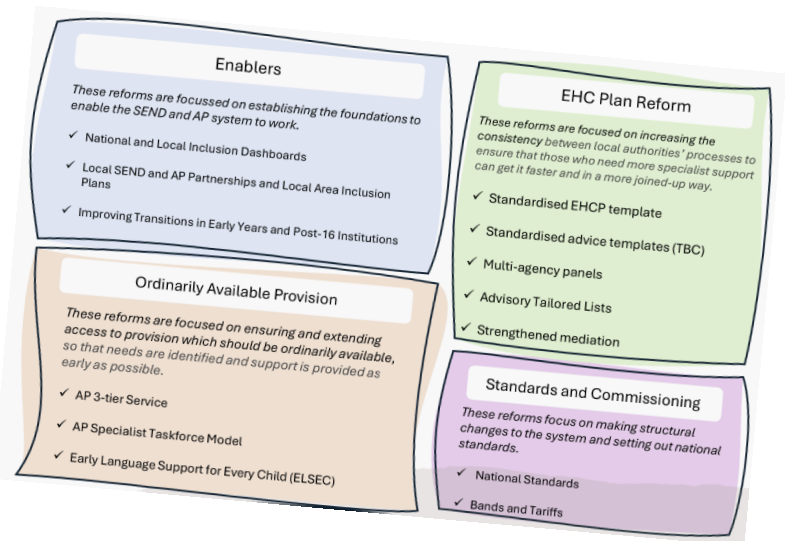 Enablers
These reforms are focussed on establishing the foundations to
enable the SEND and AP system to work.
✓ National and Local Inclusion Dashboards
✓ Local SEND and AP Partnerships and Local Area Inclusion
Plans
✓ Improving Transitions in Early Years and Post-16 Institutions
Ordinarily Available Provision
These reforms are focused on ensuring and extending
access to provision which should be ordinarily available,
so that needs are identified and support is provided as
early as possible.
✓ AP 3-tier Service
✓ AP Specialist Taskforce Model
✓ Early Language Support for Every Child (ELSEC)
EHC Plan Reform
These reforms are focused on increasing the
consistency between local authorities' processes to
ensure that those who need more specialist support
can get it faster and in a more joined-up way.
✓ Standardised EHCP template
✓ Standardised advice templates (TBC)
✓ Multi-agency panels
✓ Advisory Tailored Lists
✓ Strengthened mediation
Standards and Commissioning
These reforms focus on making structural
changes to the system and setting out national
standards.
✓ National Standards
✓ Bands and Tariffs